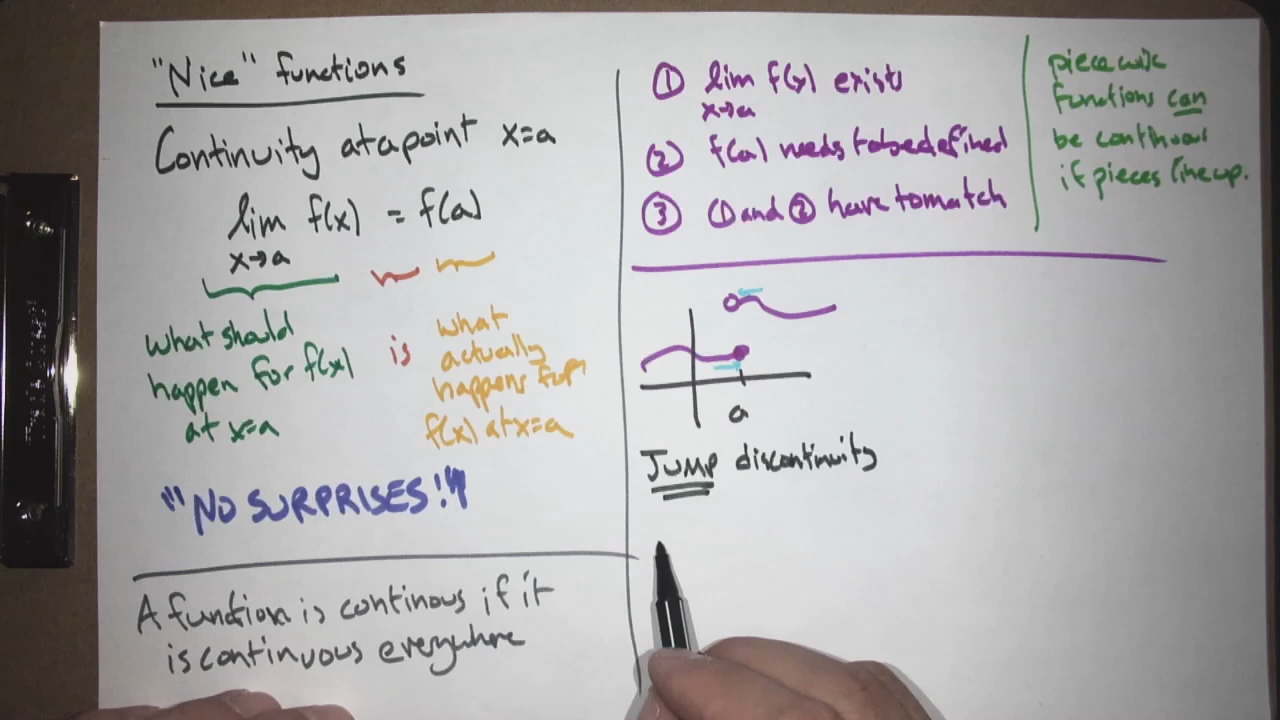 "Nice" functions
Continuity at a point x=a
lim f(x) = f(a)
x→a
what should
happen for f(x)
at x=a
is
what
actually
happens for
f(x) at x=a
"NO SURPRISES!"
A function is continous if it
is continuous everywhere
① lim f(x) exists
x→a
② f(a) needs to be defined
③ ① and ② have to match
piecewise
functions can
be continuous
if pieces line up.
a
Jump discontinuity